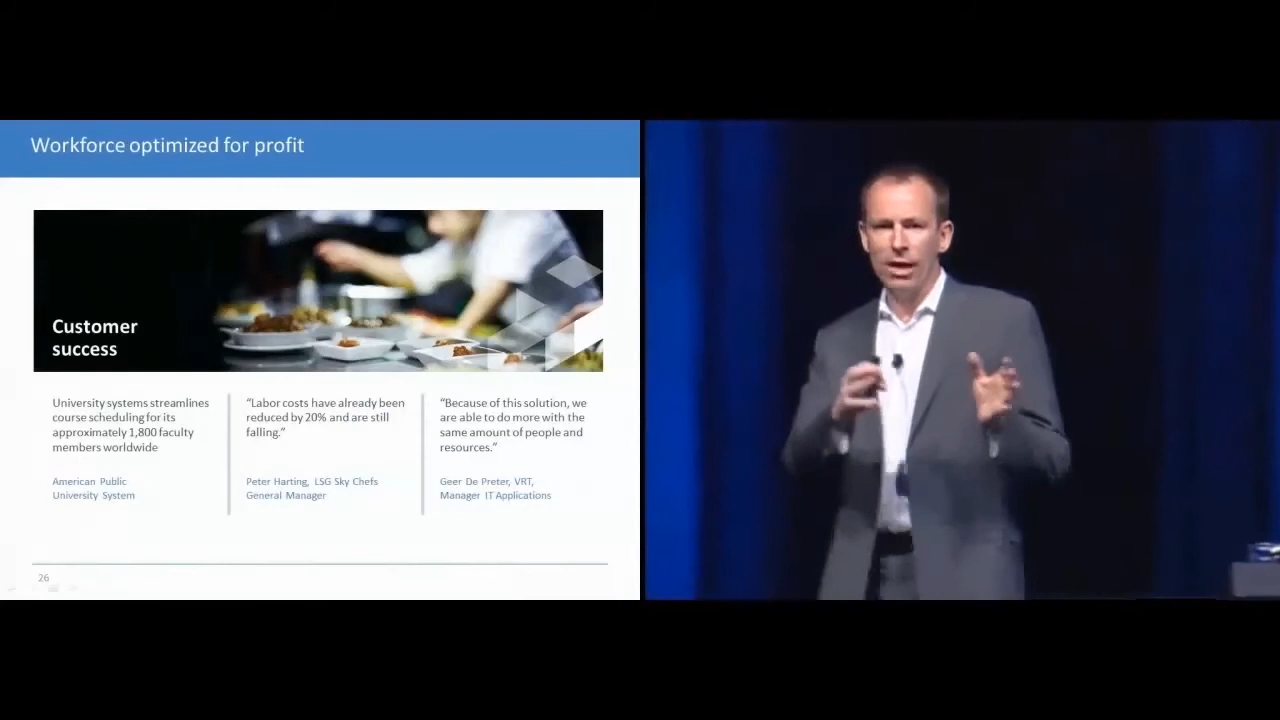 Workforce optimized for profit
Customer
success
University systems streamlines
course scheduling for its
approximately 1,800 faculty
members worldwide
American Public
University System
“Labor costs have already been
reduced by 20% and are still
falling.”
Peter Harting, LSG Sky Chefs
General Manager
“Because of this solution, we
are able to do more with the
same amount of people and
resources.”
Geer De Preter, VRT,
Manager IT Applications
26